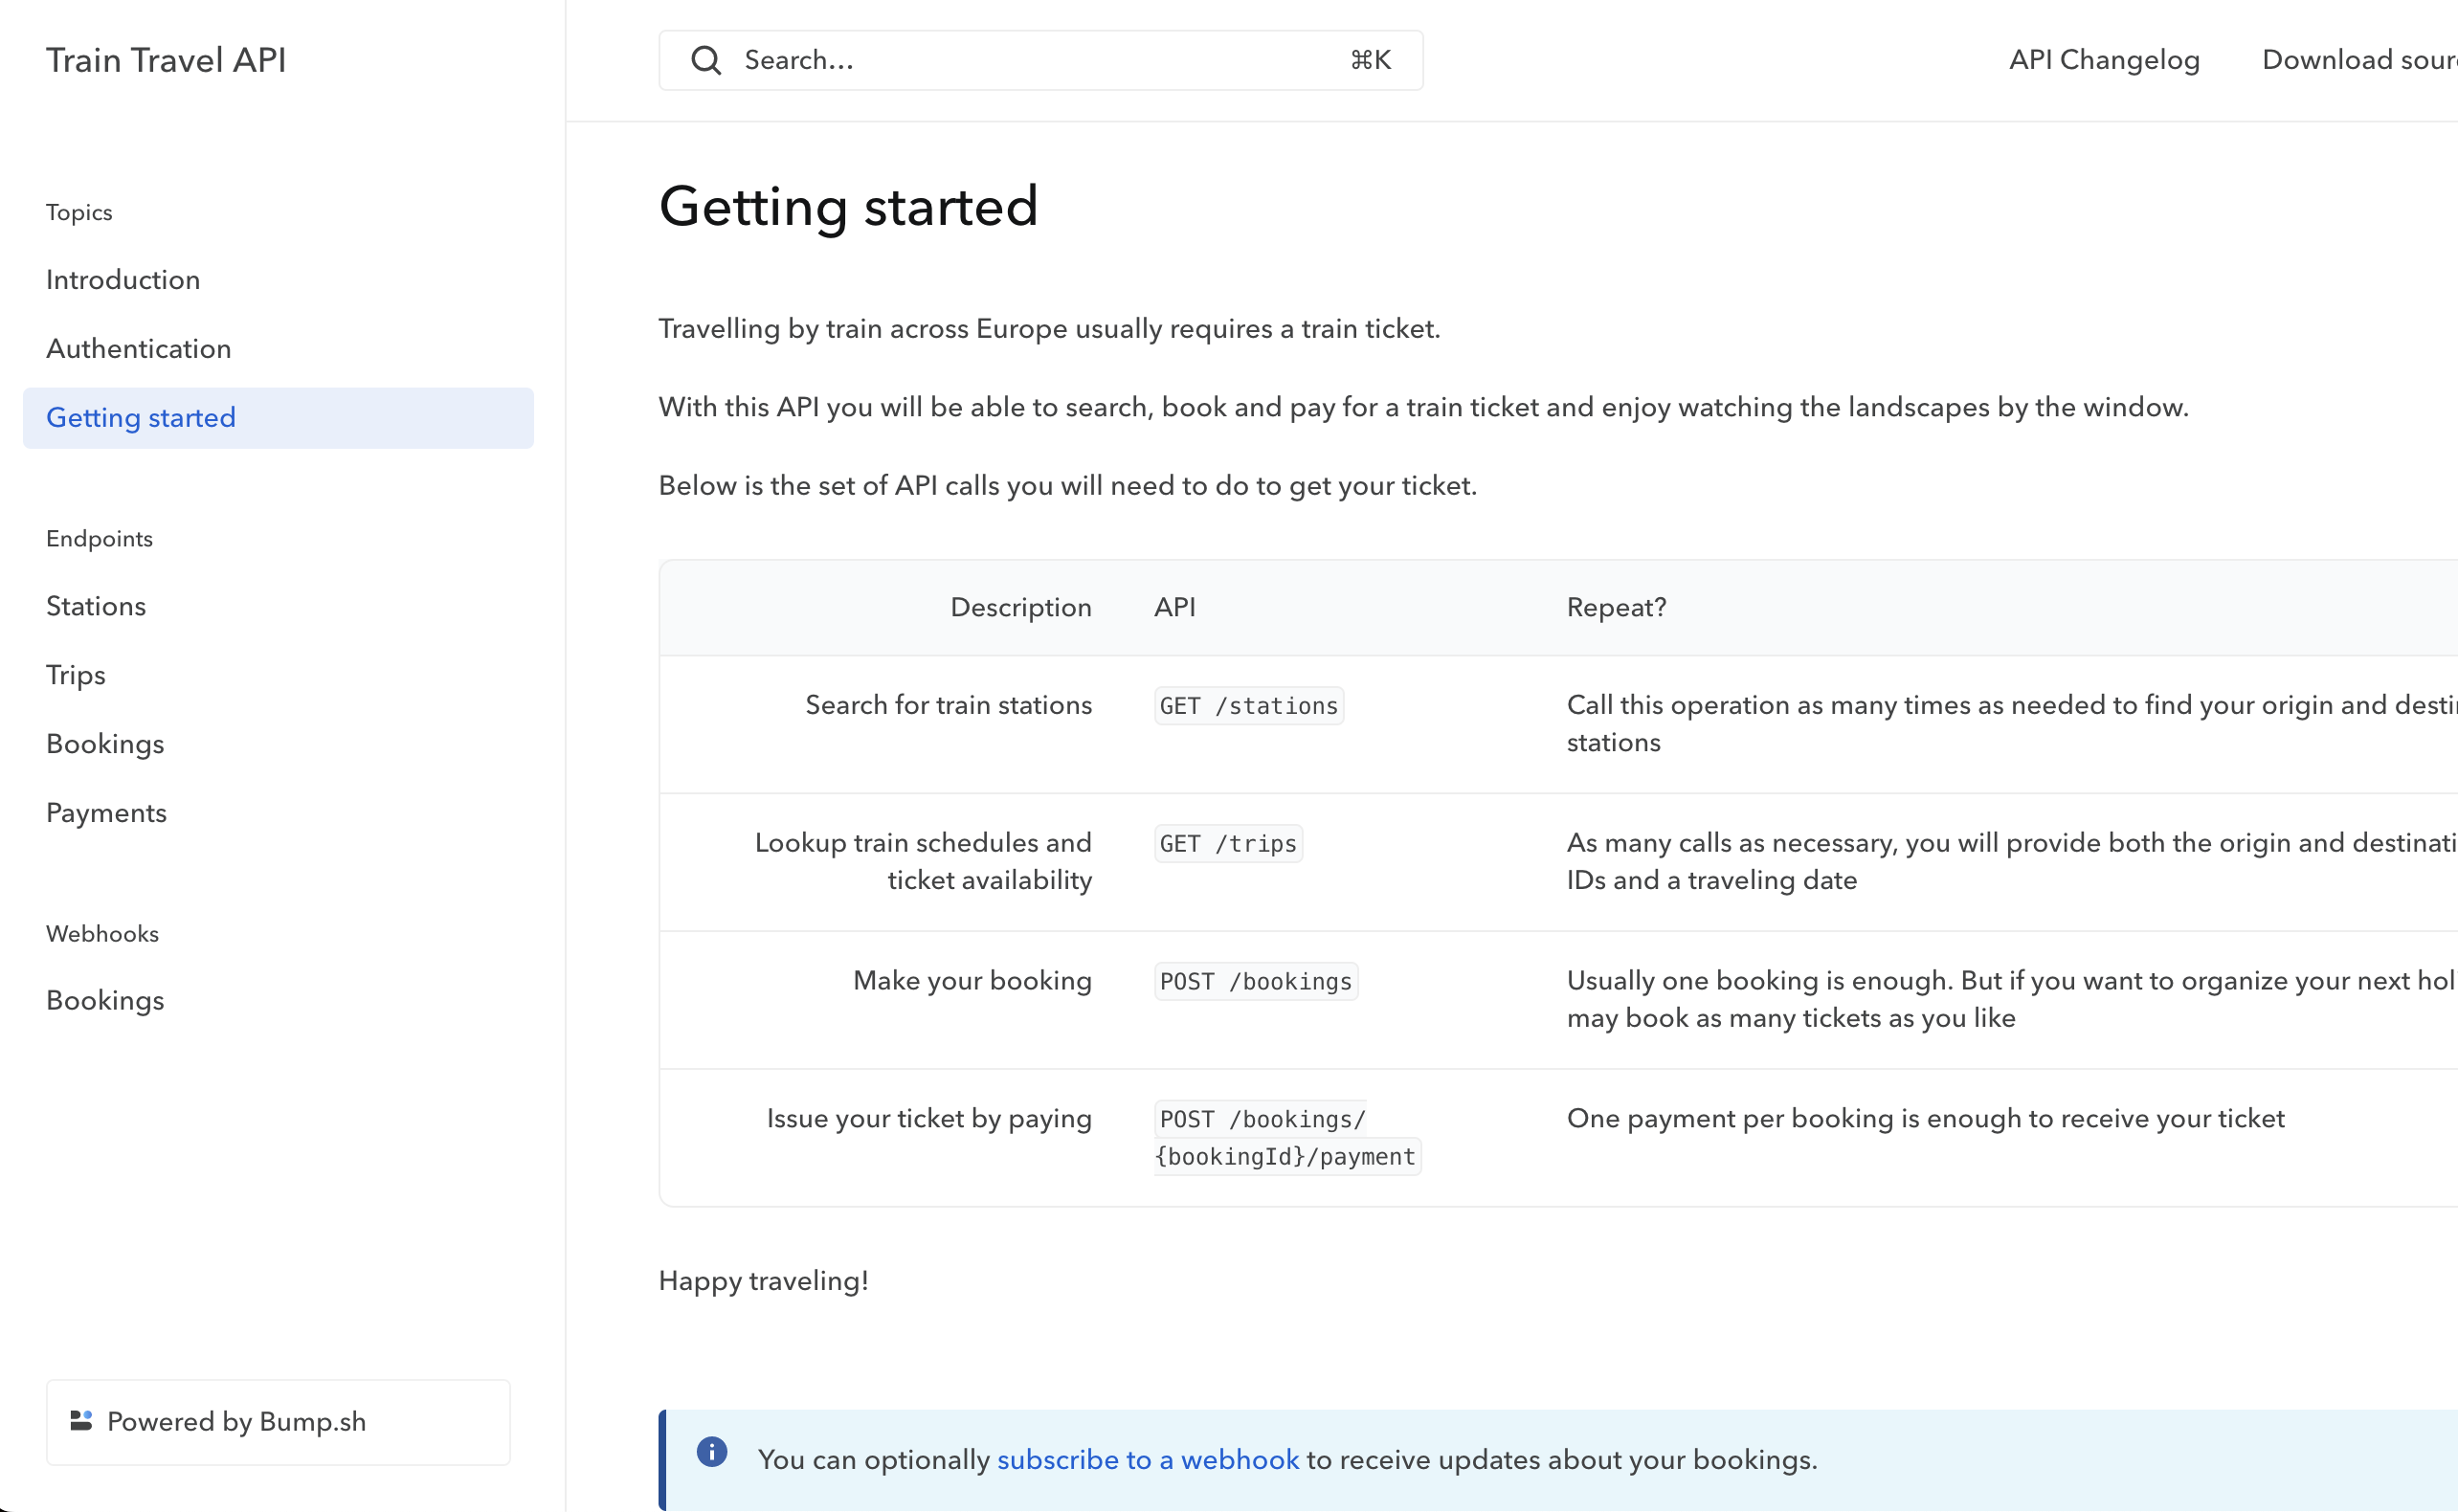 Train Travel API
Search...
⌘K
API Changelog
Download
Topics
Introduction
Authentication
Getting started
Endpoints
Stations
Trips
Bookings
Payments
Webhooks
Bookings
Powered by Bump.sh
Getting started
Travelling by train across Europe usually requires a train ticket.
With this API you will be able to search, book and pay for a train ticket and enjoy watching the landscapes by the window.
Below is the set of API calls you will need to do to get your ticket.
Description API Repeat?
Search for train stations GET /stations Call this operation as many times as needed to find your origin and
stations
Lookup train schedules and GET /trips As many calls as necessary, you will provide both the origin and
ticket availability IDs and a traveling date
Make your booking POST /bookings Usually one booking is enough. But if you want to organize your next
may book as many tickets as you like
Issue your ticket by paying POST /bookings/ One payment per booking is enough to receive your ticket
{bookingId}/payment
Happy traveling!
You can optionally subscribe to a webhook to receive updates about your bookings.